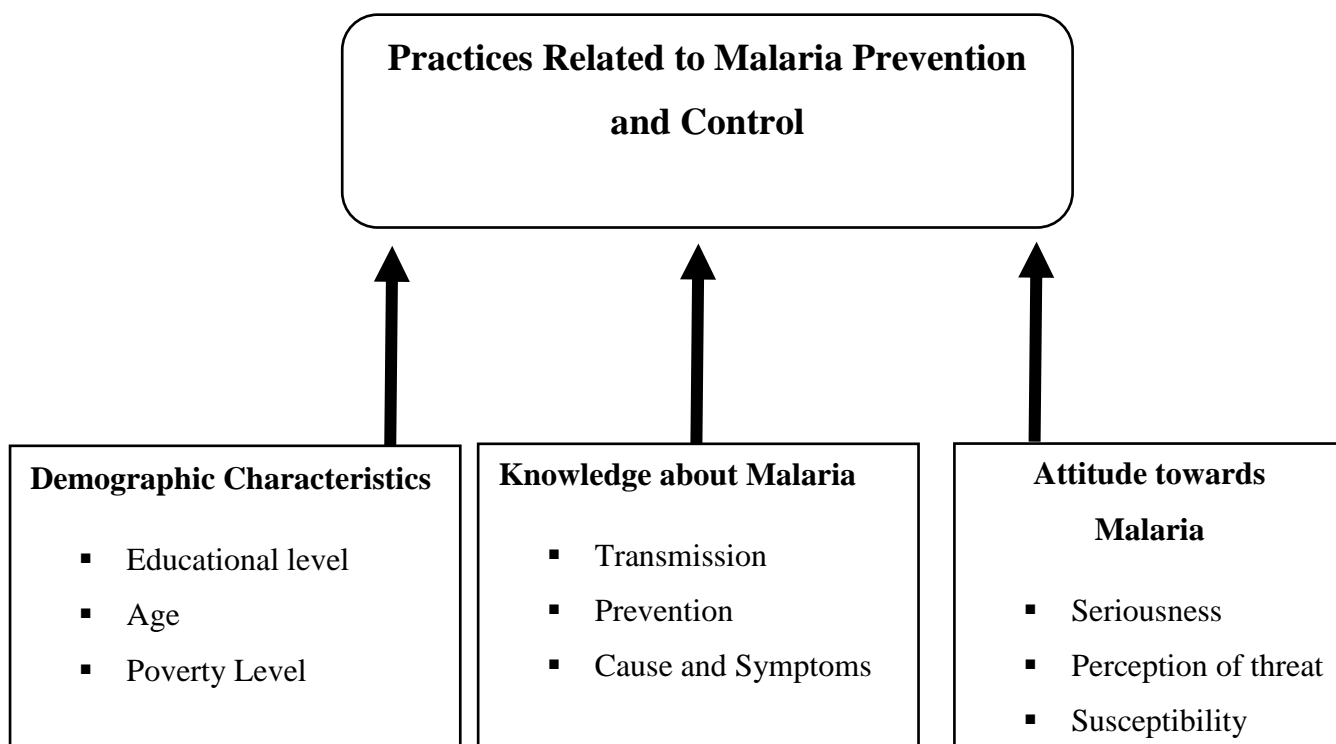 Practices Related to Malaria Prevention
and Control
Demographic Characteristics
▪ Educational level
▪ Age
▪ Poverty Level
Knowledge about Malaria
▪ Transmission
▪ Prevention
▪ Cause and Symptoms
Attitude towards
Malaria
▪ Seriousness
▪ Perception of threat
▪ Susceptibility